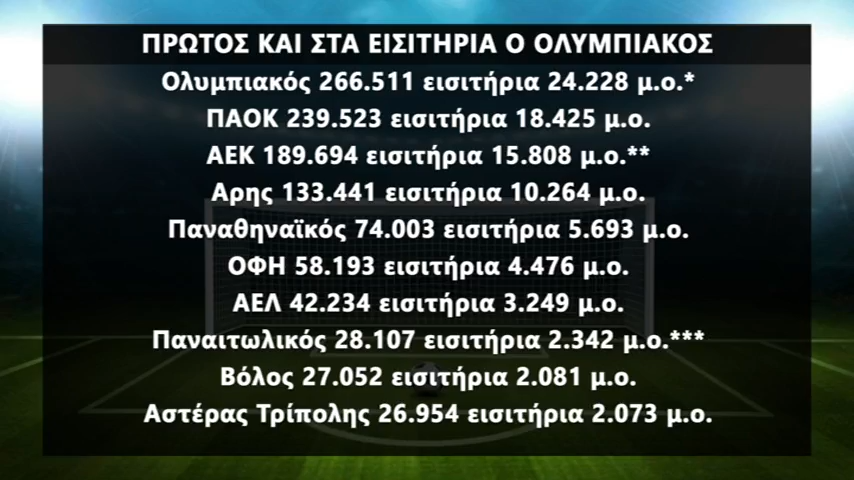 ΠΡΩΤΟΣ ΚΑΙ ΣΤΑ ΕΙΣΙΤΗΡΙΑ Ο ΟΛΥΜΠΙΑΚΟΣ
Ολυμπιακός 266.511 εισιτήρια 24.228 μ.ο.*
ΠΑΟΚ 239.523 εισιτήρια 18.425 μ.ο.
ΑΕΚ 189.694 εισιτήρια 15.808 μ.ο.**
Αρης 133.441 εισιτήρια 10.264 μ.ο.
Παναθηναϊκός 74.003 εισιτήρια 5.693 μ.ο.
ΟΦΗ 58.193 εισιτήρια 4.476 μ.ο.
ΑΕΛ 42.234 εισιτήρια 3.249 μ.ο.
Παναιτωλικός 28.107 εισιτήρια 2.342 μ.ο.***
Βόλος 27.052 εισιτήρια 2.081 μ.ο.
Αστέρας Τρίπολης 26.954 εισιτήρια 2.073 μ.ο.